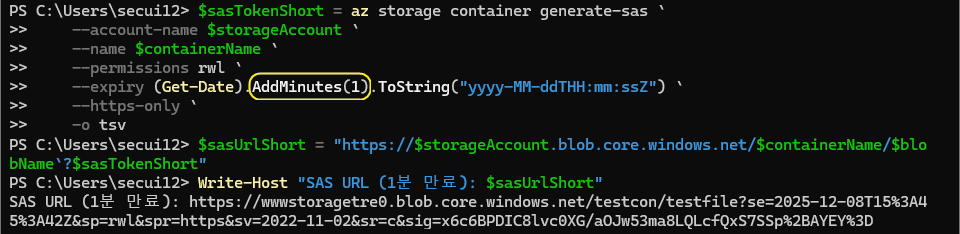 PS C:\Users\secui12> $sasTokenShort = az storage container generate-sas `
>>     --account-name $storageAccount `
>>     --name $containerName `
>>     --permissions rwl `
>>     --expiry (Get-Date).AddMinutes(1).ToString("yyyy-MM-ddTHH:mm:ssZ") `
>>     --https-only `
>>     -o tsv
PS C:\Users\secui12> $sasUrlShort = "https://$storageAccount.blob.core.windows.net/$containerName/$blo
bName`?$sasTokenShort"
PS C:\Users\secui12> Write-Host "SAS URL (1분 만료): $sasUrlShort"
SAS URL (1분 만료): https://wwwstoragetre0.blob.core.windows.net/testcon/testfile?se=2025-12-08T15%3A4
5%3A42Z&sp=rwl&spr=https&sv=2022-11-02&sr=c&sig=x6c6BPDIC8lvc0XG/aOJw53ma8LQLcfQxS7SSp%2BAYEY%3D